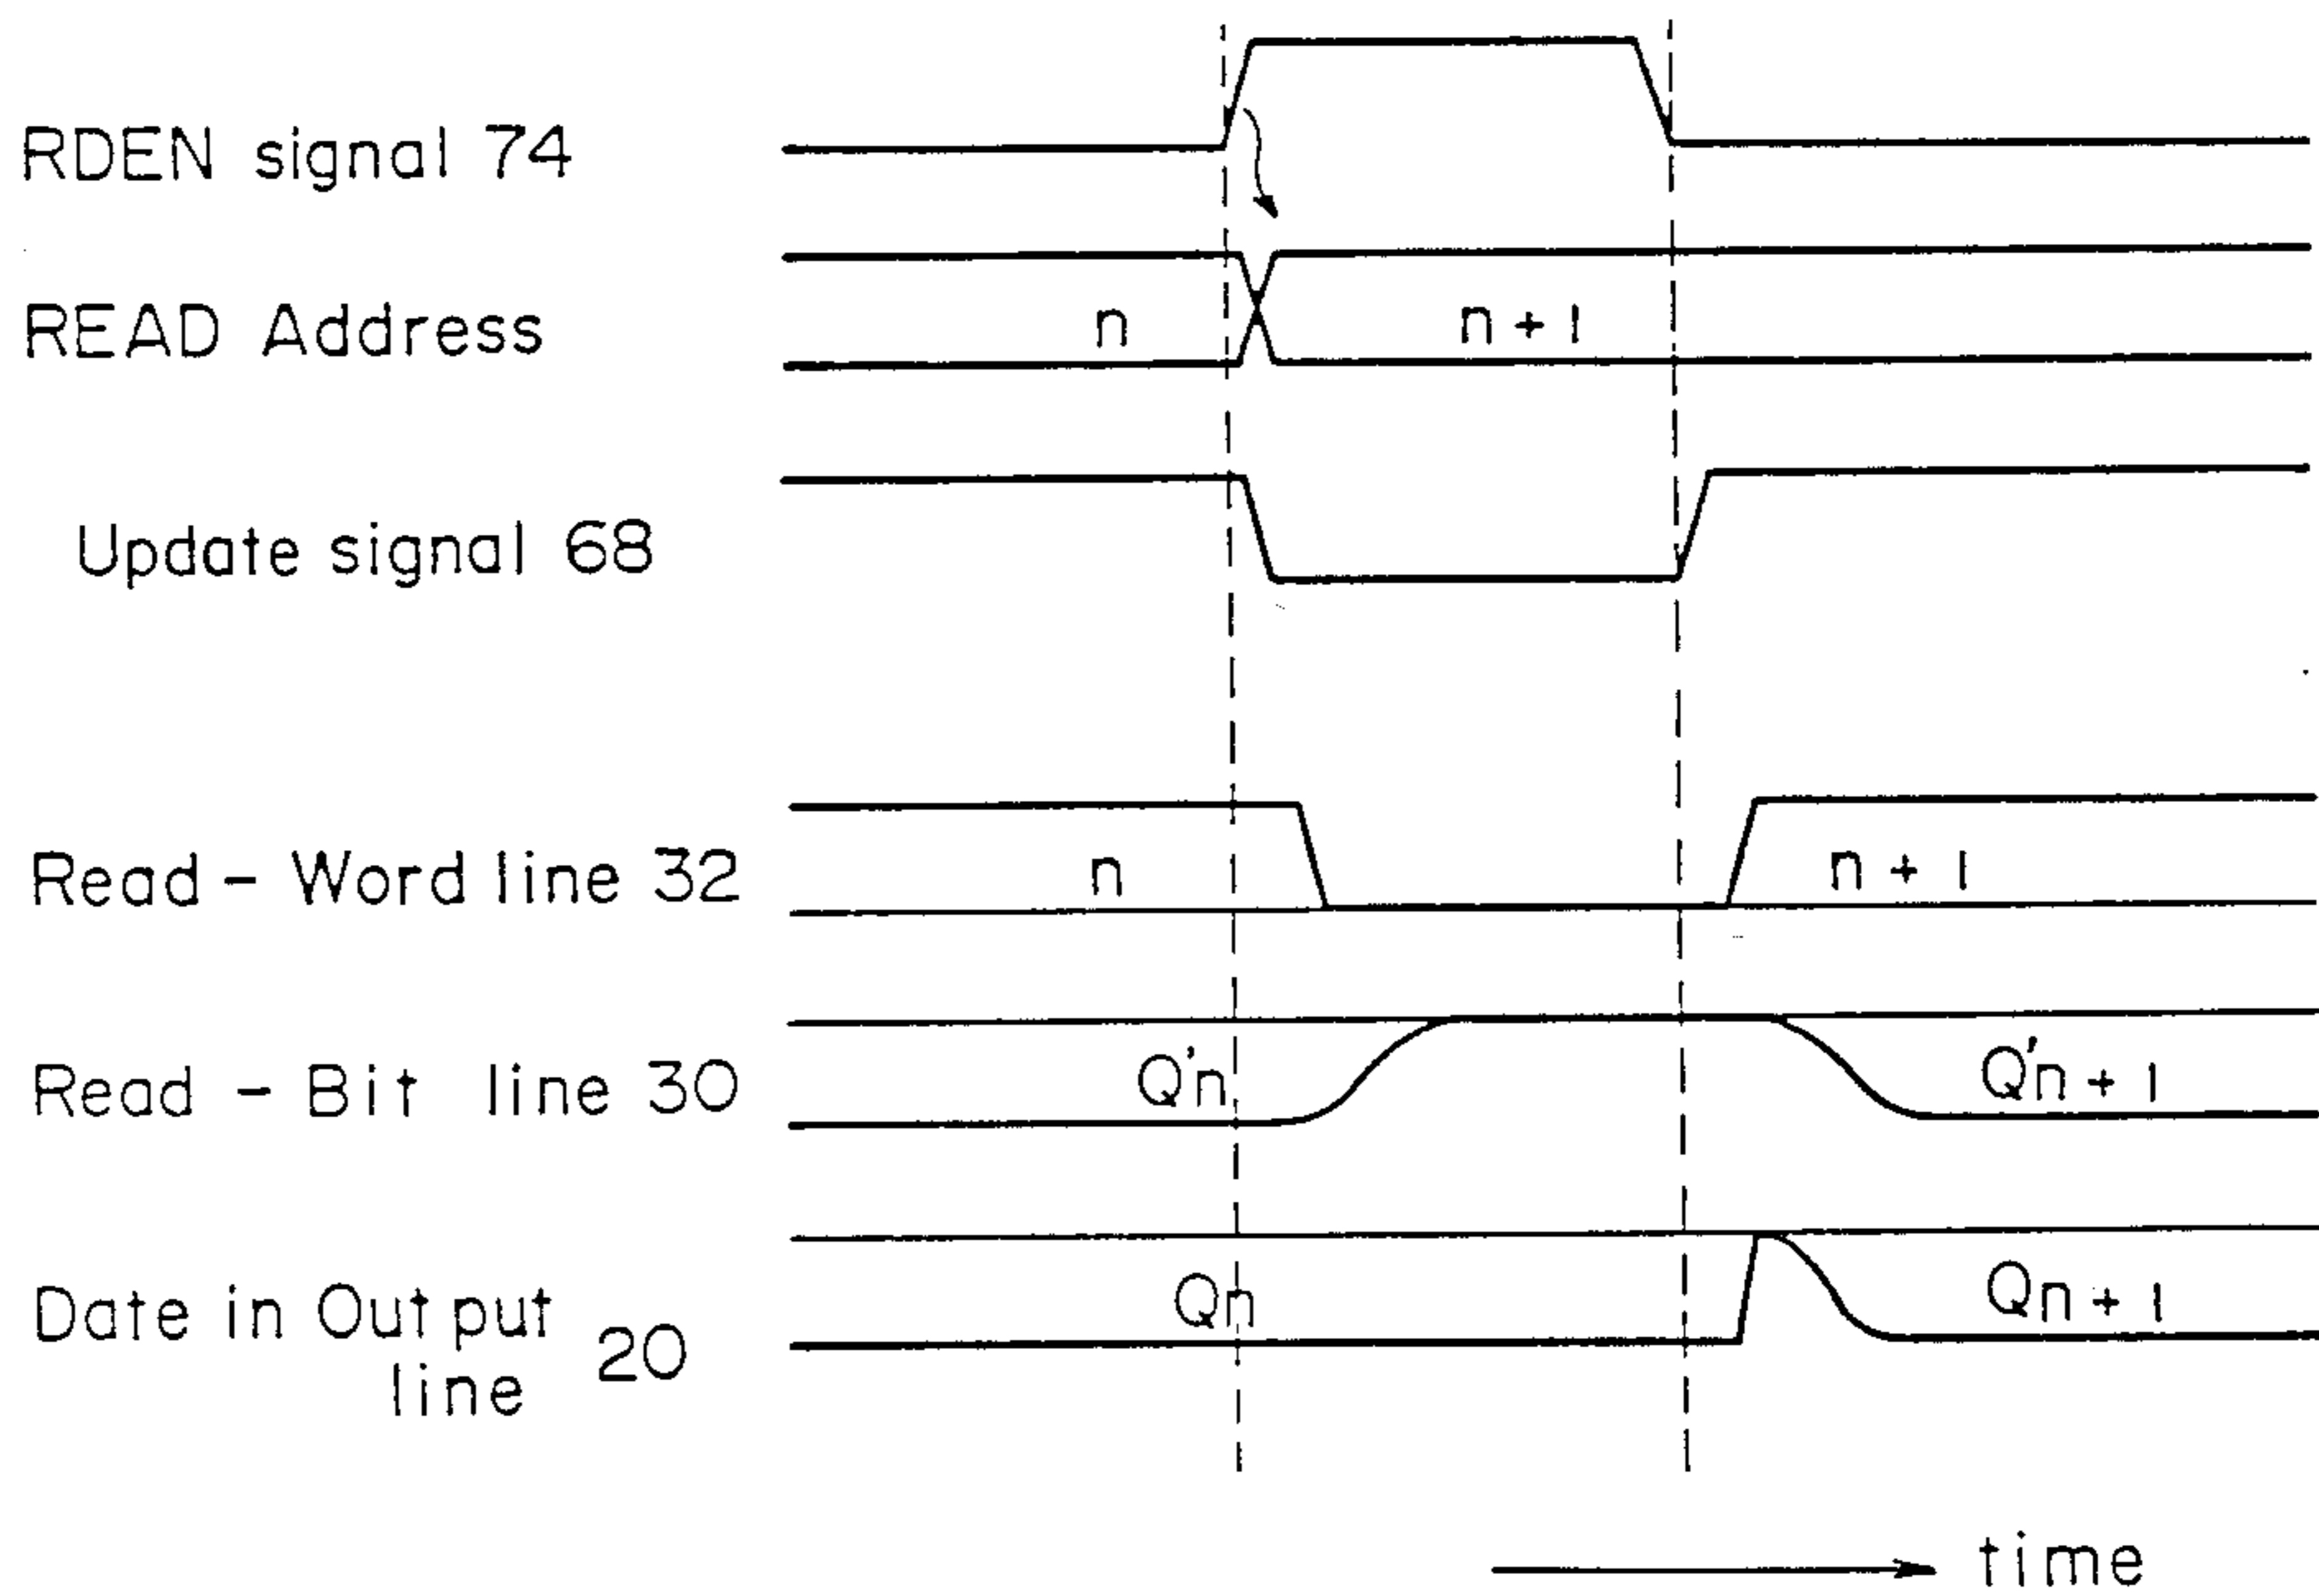 RDEN signal 74
READ Address
n
n + 1
Update signal 68
Read - Word line 32
n
n + 1
Read - Bit line 30
Q'n
Q'n + 1
Date in Output
line 20
Qn
Qn + 1
time